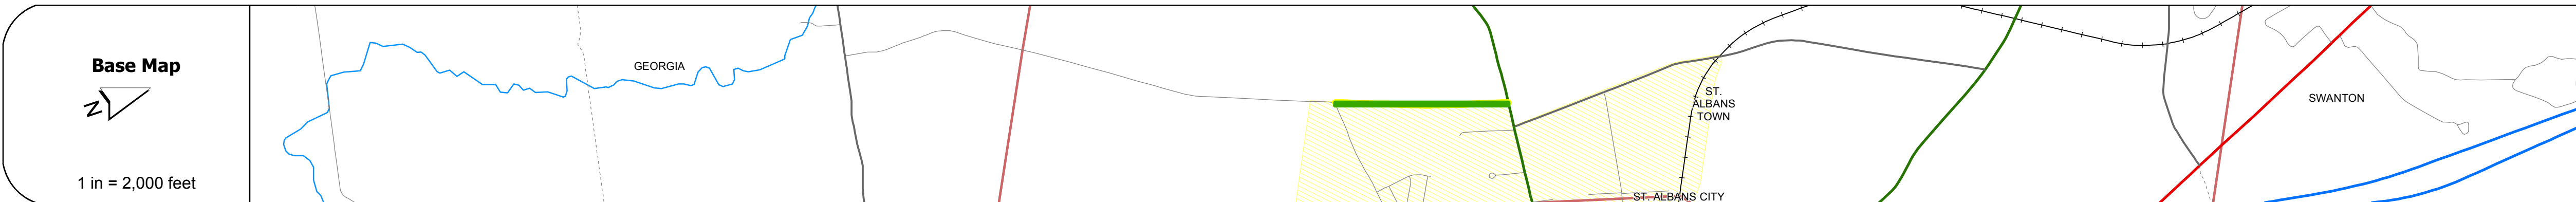 Base Map
N
1 in = 2,000 feet
GEORGIA
ST.
ALBANS
TOWN
ST. ALBANS CITY
SWANTON